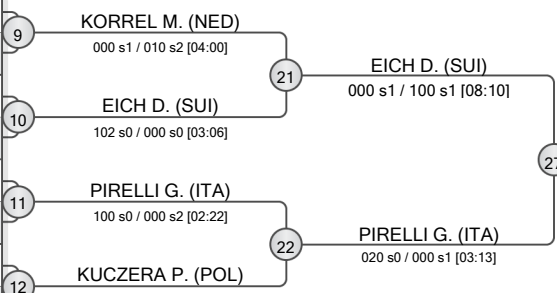 KORREL M. (NED)
9
000 s1 / 010 s2 [04:00]
21
EICH D. (SUI)
000 s1 / 100 s1 [08:10]
EICH D. (SUI)
10
102 s0 / 000 s0 [03:06]
27
PIRELLI G. (ITA)
11
100 s0 / 000 s2 [02:22]
22
PIRELLI G. (ITA)
020 s0 / 000 s1 [03:13]
KUCZERA P. (POL)
12